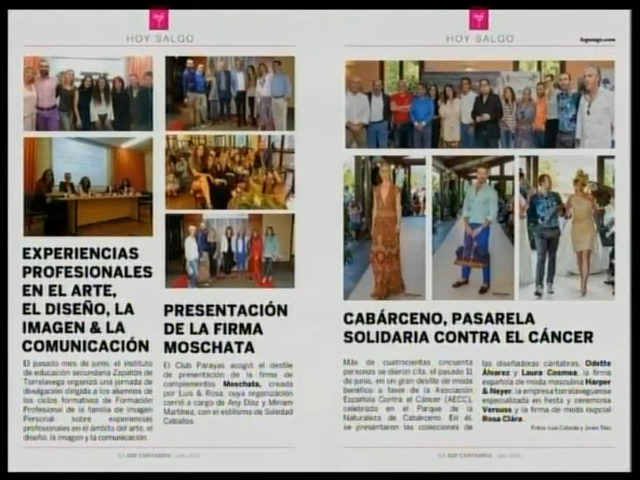 HOY SALGO
EXPERIENCIAS
PROFESIONALES
EN EL ARTE,
EL DISEÑO, LA
IMAGEN & LA
COMUNICACIÓN
El pasado mes de junio, el instituto
de educación secundaria Zapatón de
Torrelavega organizó una jornada de
divulgación dirigida a los alumnos de
los ciclos formativos de Formación
Profesional de la familia de Imagen
Personal sobre experiencias
profesionales en el ámbito del arte, el
diseño, la imagen y la comunicación.
PRESENTACIÓN
DE LA FIRMA
MOSCHATA
El Club Parayas acogió el desfile
de presentación de la firma de
complementos Moschata, creada
por Luis & Rosa, cuya organización
corrió a cargo de Any Díaz y Miriam
Martínez, con el estilismo de Soledad
Ceballos.
GO! CANTABRIA
HOY SALGO
CABÁRCENO, PASARELA
SOLIDARIA CONTRA EL CÁNCER
Más de cuatrocientas cincuenta
personas se dieron cita, el pasado 11
de junio, en un gran desfile de moda
benéfico a favor de la Asociación
Española Contra el Cáncer (AECC),
celebrado en el Parque de la
Naturaleza de Cabárceno. En él,
se presentaron las colecciones de
las diseñadoras cántabras, Odette
Álvarez y Laura Cosmea, la firma
española de moda masculina Harper
& Neyer, la empresa torrelaveguense
especializada en fiesta y ceremonia
Versuss y la firma de moda nupcial
Rosa Clará.
GO! CANTABRIA